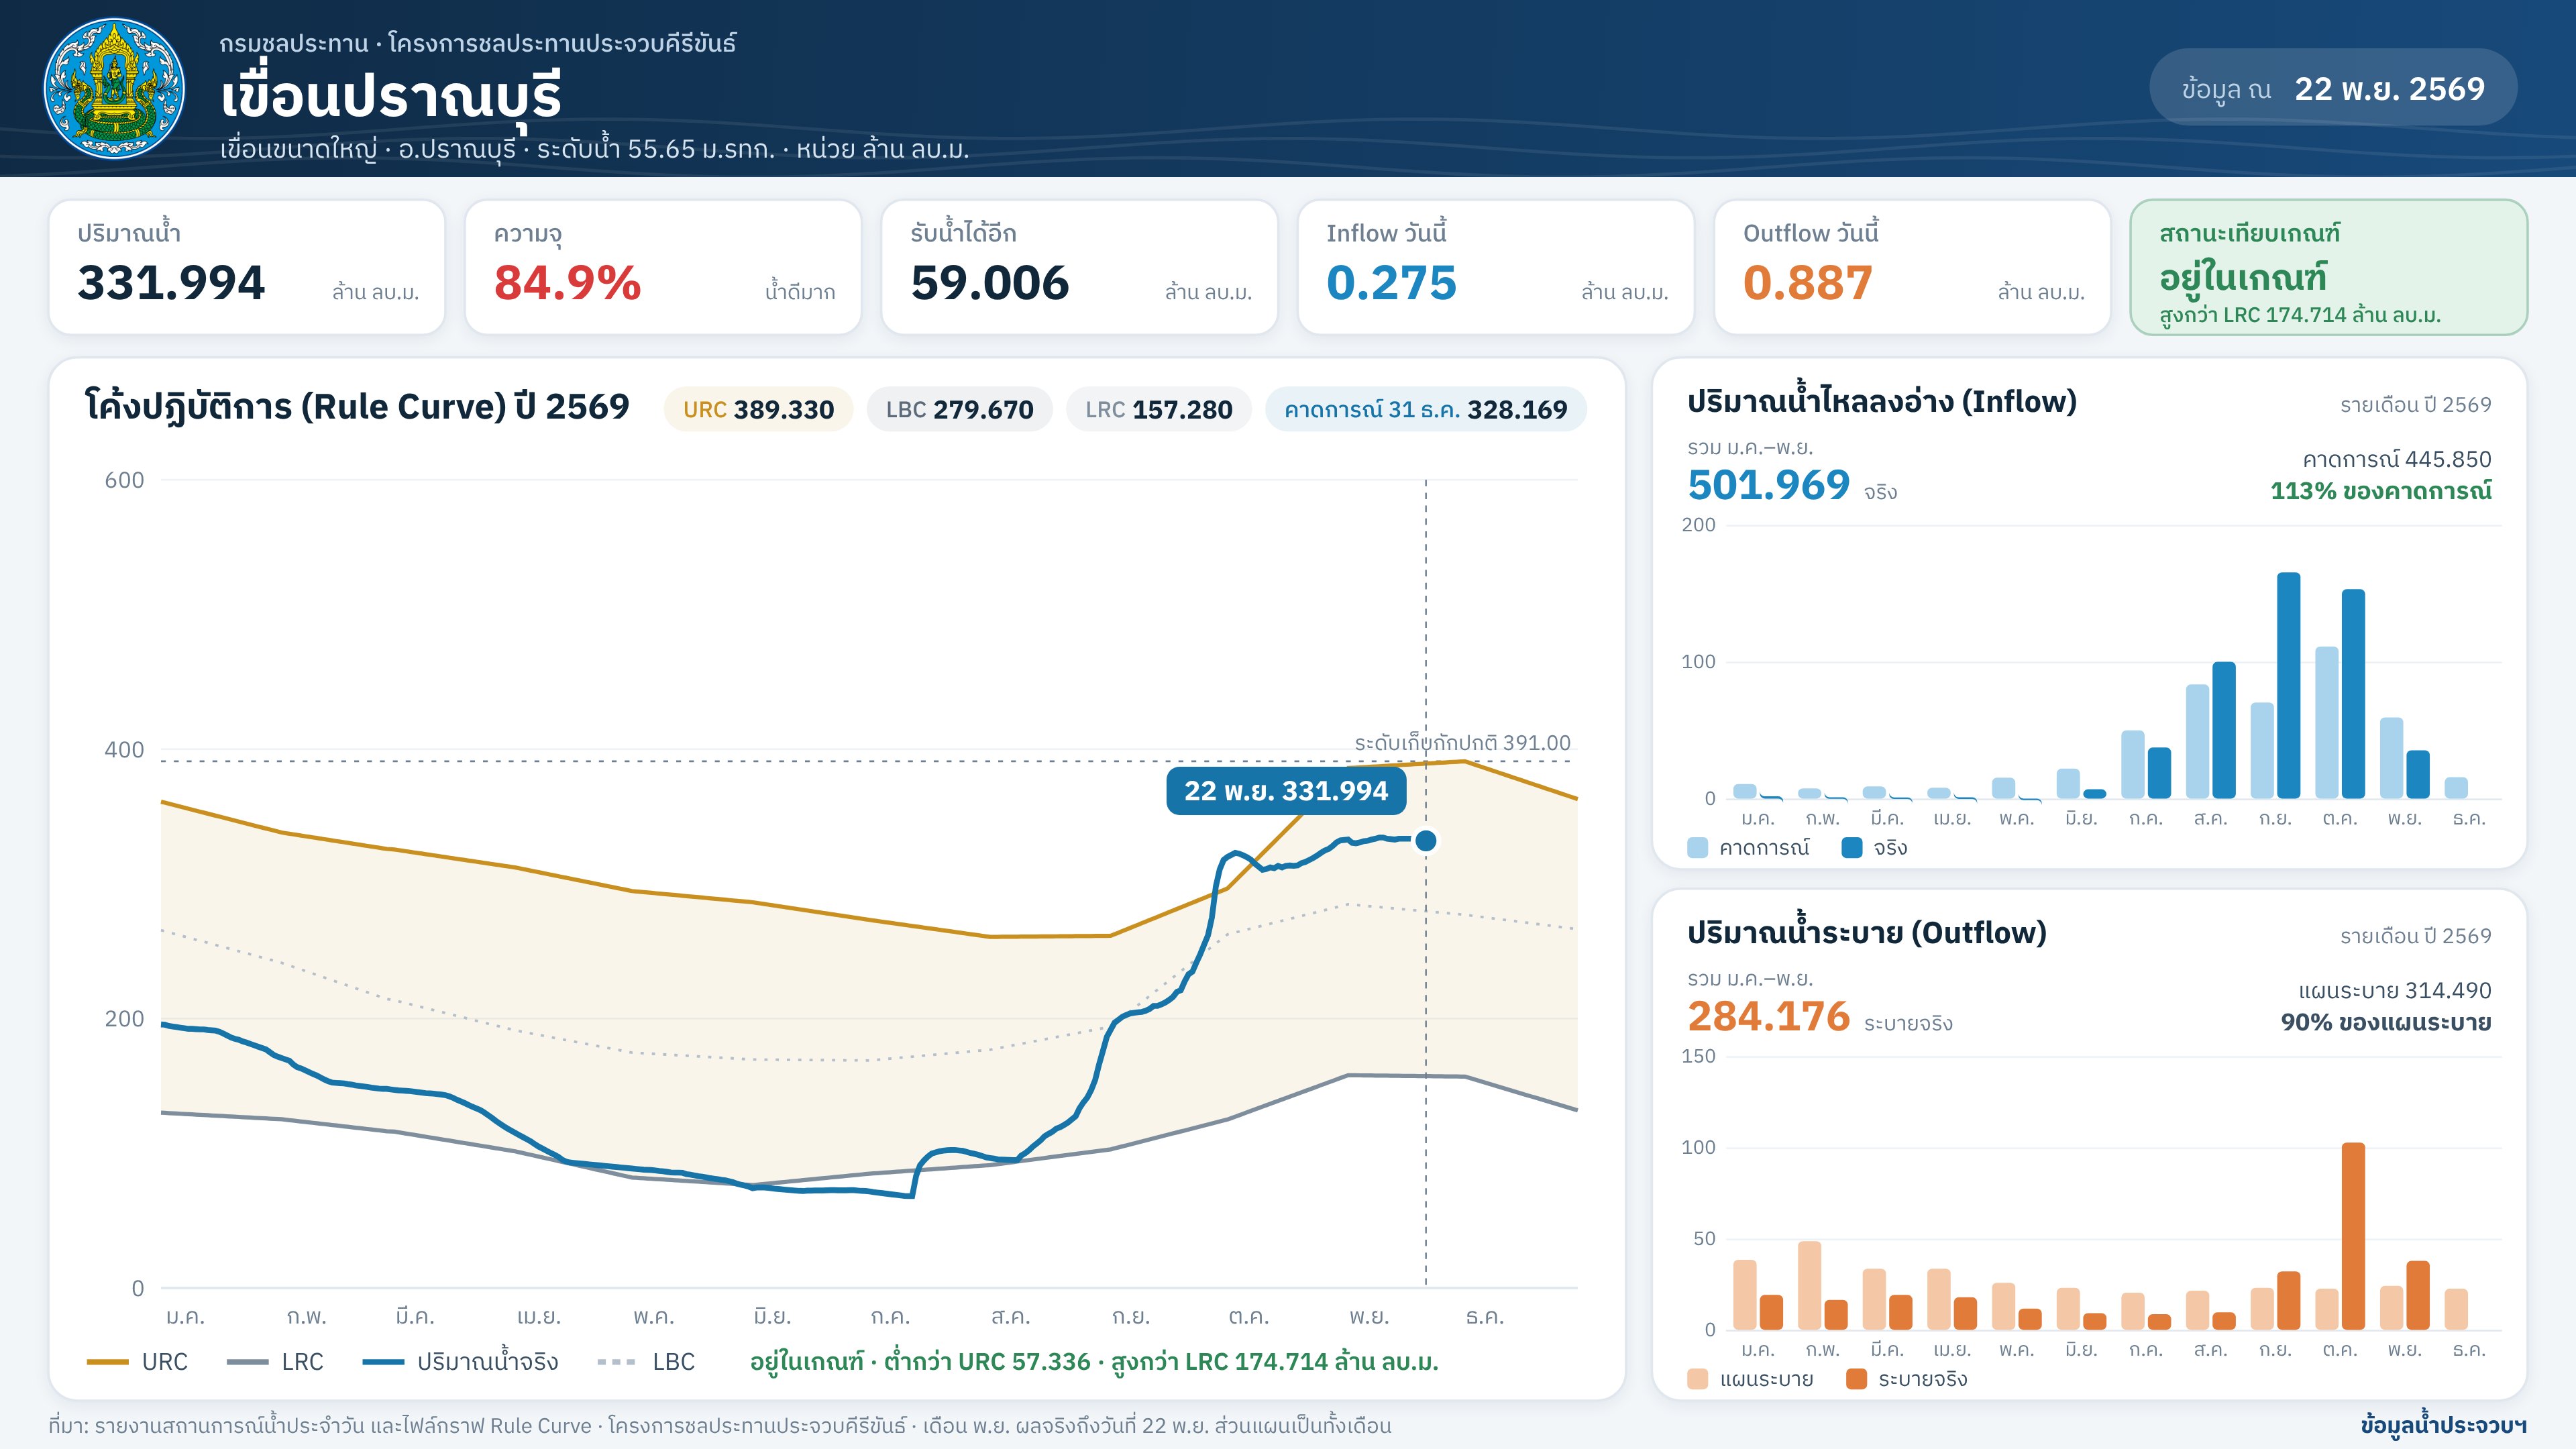 กรมชลประทาน · โครงการชลประทานประจวบคีรีขันธ์
เขื่อนปราณบุรี
เขื่อนขนาดใหญ่ · อ.ปราณบุรี · ระดับน้ำ 55.65 ม.รทก. · หน่วย ล้าน ลบ.ม.
ข้อมูล ณ 22 พ.ย. 2569
ปริมาณน้ำ
331.994 ล้าน ลบ.ม.
ความจุ
84.9% น้ำดีมาก
รับน้ำได้อีก
59.006 ล้าน ลบ.ม.
Inflow วันนี้
0.275 ล้าน ลบ.ม.
Outflow วันนี้
0.887 ล้าน ลบ.ม.
สถานะเทียบเกณฑ์
อยู่ในเกณฑ์
สูงกว่า LRC 174.714 ล้าน ลบ.ม.
โค้งปฏิบัติการ (Rule Curve) ปี 2569
URC 389.330
LBC 279.670
LRC 157.280
คาดการณ์ 31 ธ.ค. 328.169
600
400
200
0
ระดับเก็บกักปกติ 391.00
22 พ.ย. 331.994
ม.ค. ก.พ. มี.ค. เม.ย. พ.ค. มิ.ย. ก.ค. ส.ค. ก.ย. ต.ค. พ.ย. ธ.ค.
URC LRC ปริมาณน้ำจริง LBC
อยู่ในเกณฑ์ · ต่ำกว่า URC 57.336 · สูงกว่า LRC 174.714 ล้าน ลบ.ม.
ปริมาณน้ำไหลลงอ่าง (Inflow)
รายเดือน ปี 2569
รวม ม.ค.–พ.ย.
501.969 จริง
คาดการณ์ 445.850
113% ของคาดการณ์
200
100
0
ม.ค. ก.พ. มี.ค. เม.ย. พ.ค. มิ.ย. ก.ค. ส.ค. ก.ย. ต.ค. พ.ย. ธ.ค.
คาดการณ์ จริง
ปริมาณน้ำระบาย (Outflow)
รายเดือน ปี 2569
รวม ม.ค.–พ.ย.
284.176 ระบายจริง
แผนระบาย 314.490
90% ของแผนระบาย
150
100
50
0
ม.ค. ก.พ. มี.ค. เม.ย. พ.ค. มิ.ย. ก.ค. ส.ค. ก.ย. ต.ค. พ.ย. ธ.ค.
แผนระบาย ระบายจริง
ที่มา: รายงานสถานการณ์น้ำประจำวัน และไฟล์กราฟ Rule Curve · โครงการชลประทานประจวบคีรีขันธ์ · เดือน พ.ย. ผลจริงถึงวันที่ 22 พ.ย. ส่วนแผนเป็นทั้งเดือน
ข้อมูลน้ำประจวบฯ